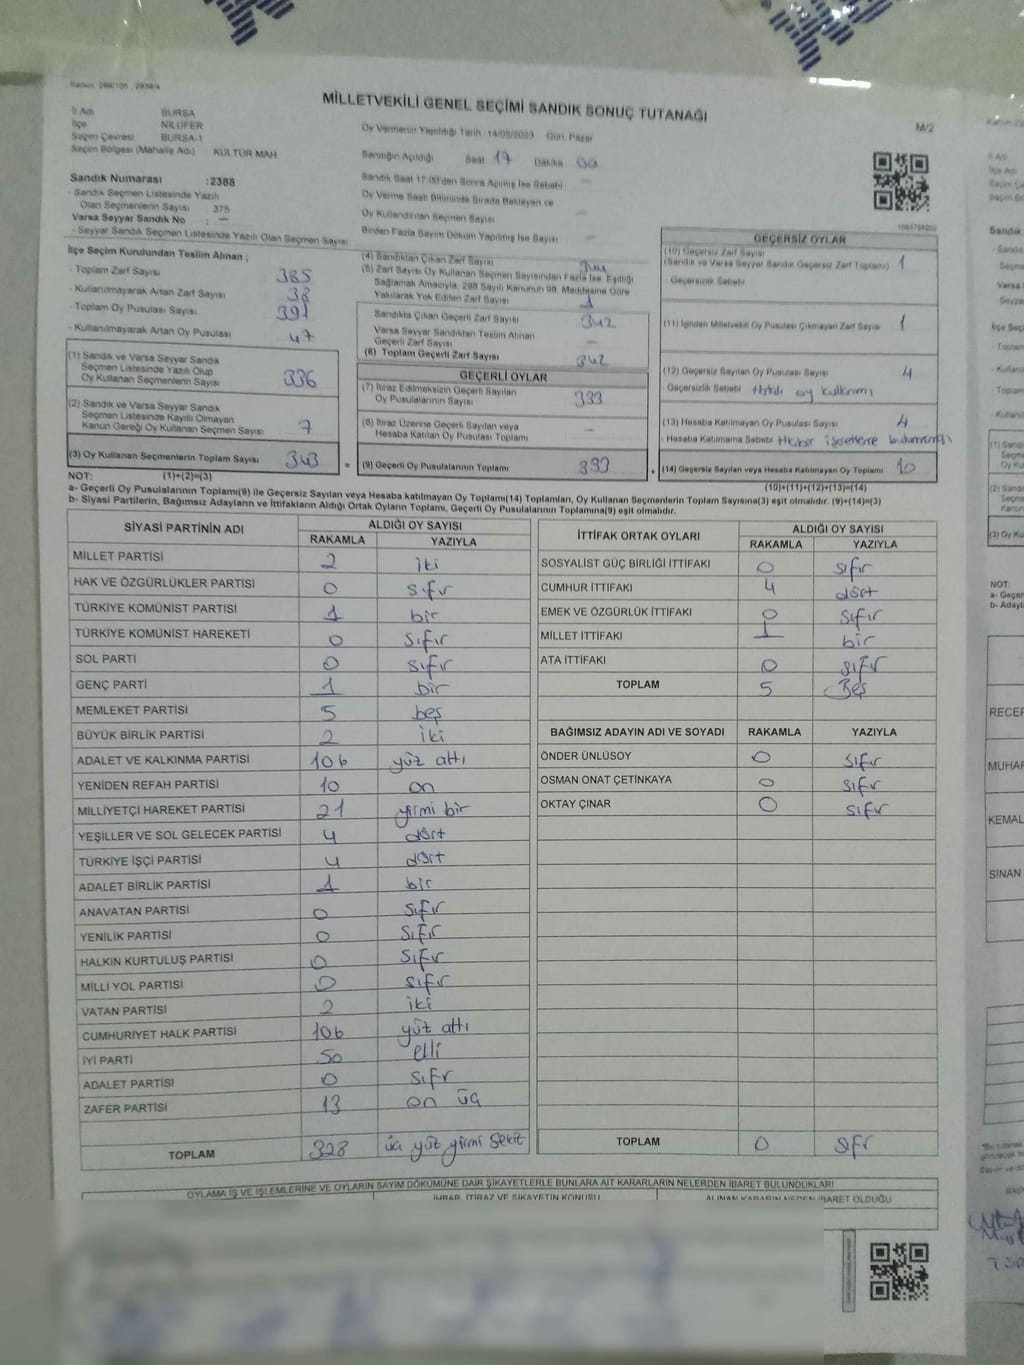 MİLLETVEKİLİ GENEL SEÇİMİ SANDIK SONUÇ TUTANAĞI
M/2
İl Adı BURSA
İlçe NİLÜFER
Seçim Çevresi BURSA-1
Seçim Bölgesi (Mahalle Adı) KÜLTÜR MAH
Oy Vermenin Yapıldığı Tarih 14/05/2023 Gün Pazar
Sandığın Açıldığı Saat 17 Dakika 00
Sandık Saat 17:00'den Sonra Açılmış İse Sebebi —
Oy Verme Saati Bitiminde Sırada Bekleyen ve
Oy Kullandırılan Seçmen Sayısı —
Birden Fazla Sayım Döküm Yapılmış İse Sayısı —
Sandık Numarası :2388
- Sandık Seçmen Listesinde Yazılı
Olan Seçmenlerin Sayısı : 375
Varsa Seyyar Sandık No : —
- Seyyar Sandık Seçmen Listesinde Yazılı Olan Seçmen Sayısı
İlçe Seçim Kurulundan Teslim Alınan ;
- Toplam Zarf Sayısı 385
- Kullanılmayarak Artan Zarf Sayısı 38
- Toplam Oy Pusulası Sayısı 391
- Kullanılmayarak Artan Oy Pusulası 47
(1) Sandık ve Varsa Seyyar Sandık
Seçmen Listesinde Yazılı Olup
Oy Kullanan Seçmenlerin Sayısı 336
(2) Sandık ve Varsa Seyyar Sandık
Seçmen Listesinde Kayıtlı Olmayan
Kanun Gereği Oy Kullanan Seçmen Sayısı 7
(3) Oy Kullanan Seçmenlerin Toplam Sayısı 343
(4) Sandıktan Çıkan Zarf Sayısı
(5) Zarf Sayısı Oy Kullanan Seçmen Sayısından Fazla İse, Eşitliği
Sağlamak Amacıyla, 298 Sayılı Kanunun 98. Maddesine Göre
Yakılarak Yok Edilen Zarf Sayısı 1
Sandıkta Çıkan Geçerli Zarf Sayısı 342
Varsa Seyyar Sandıktan Teslim Alınan
Geçerli Zarf Sayısı —
(6) Toplam Geçerli Zarf Sayısı 342
GEÇERLİ OYLAR
(7) İtiraz Edilmeksizin Geçerli Sayılan
Oy Pusulalarının Sayısı 333
(8) İtiraz Üzerine Geçerli Sayılan veya
Hesaba Katılan Oy Pusulası Toplamı —
= (9) Geçerli Oy Pusulalarının Toplamı 333
GEÇERSİZ OYLAR
(10) Geçersiz Zarf Sayısı
(Sandık ve Varsa Seyyar Sandık Geçersiz Zarf Toplamı) 1
- Geçersizlik Sebebi
(11) İçinden Milletvekili Oy Pusulası Çıkmayan Zarf Sayısı 1
(12) Geçersiz Sayılan Oy Pusulası Sayısı 4
- Geçersizlik Sebebi Hatalı oy kullanımı
(13) Hesaba Katılmayan Oy Pusulası Sayısı 4
- Hesaba Katılmama Sebebi Hiçbir işaretleme bulunmama
+ (14) Geçersiz Sayılan veya Hesaba Katılmayan Oy Toplamı 10
NOT: (1)+(2)=(3) (10)+(11)+(12)+(13)=(14)
a- Geçerli Oy Pusulalarının Toplamı(9) ile Geçersiz Sayılan veya Hesaba katılmayan Oy Toplamı(14) Toplamları, Oy Kullanan Seçmenlerin Toplam Sayısına(3) eşit olmalıdır. (9)+(14)=(3)
b- Siyasi Partilerin, Bağımsız Adayların ve İttifakların Aldığı Ortak Oyların Toplamı, Geçerli Oy Pusulalarının Toplamına(9) eşit olmalıdır.
SİYASİ PARTİNİN ADI ALDIĞI OY SAYISI
RAKAMLA YAZIYLA
MİLLET PARTİSİ 2 iki
HAK VE ÖZGÜRLÜKLER PARTİSİ 0 sıfır
TÜRKİYE KOMÜNİST PARTİSİ 1 bir
TÜRKİYE KOMÜNİST HAREKETİ 0 sıfır
SOL PARTİ 0 sıfır
GENÇ PARTİ 1 bir
MEMLEKET PARTİSİ 5 beş
BÜYÜK BİRLİK PARTİSİ 2 iki
ADALET VE KALKINMA PARTİSİ 106 yüz altı
YENİDEN REFAH PARTİSİ 10 on
MİLLİYETÇİ HAREKET PARTİSİ 21 yirmi bir
YEŞİLLER VE SOL GELECEK PARTİSİ 4 dört
TÜRKİYE İŞÇİ PARTİSİ 4 dört
ADALET BİRLİK PARTİSİ 1 bir
ANAVATAN PARTİSİ 0 sıfır
YENİLİK PARTİSİ 0 sıfır
HALKIN KURTULUŞ PARTİSİ 0 sıfır
MİLLİ YOL PARTİSİ 0 sıfır
VATAN PARTİSİ 2 iki
CUMHURİYET HALK PARTİSİ 106 yüz altı
İYİ PARTİ 50 elli
ADALET PARTİSİ 0 sıfır
ZAFER PARTİSİ 13 on üç
TOPLAM 328 üç yüz yirmi sekiz
İTTİFAK ORTAK OYLARI ALDIĞI OY SAYISI
RAKAMLA YAZIYLA
SOSYALİST GÜÇ BİRLİĞİ İTTİFAKI 0 sıfır
CUMHUR İTTİFAKI 4 dört
EMEK VE ÖZGÜRLÜK İTTİFAKI 0 sıfır
MİLLET İTTİFAKI 1 bir
ATA İTTİFAKI 0 sıfır
TOPLAM 5 Beş
BAĞIMSIZ ADAYIN ADI VE SOYADI RAKAMLA YAZIYLA
ÖNDER ÜNLÜSOY 0 sıfır
OSMAN ONAT ÇETİNKAYA 0 sıfır
OKTAY ÇINAR 0 sıfır
TOPLAM 0 sıfır
OYLAMA İŞ VE İŞLEMLERİNE VE OYLARIN SAYIM DÖKÜMÜNE DAİR ŞİKAYETLERLE BUNLARA AİT KARARLARIN NELERDEN İBARET BULUNDUKLARI
İHBAR, İTİRAZ VE ŞİKAYETİN KONUSU ALINAN KARARIN NEDEN İBARET OLDUĞU
RECEP
MUHAR
KEMAL
SİNAN